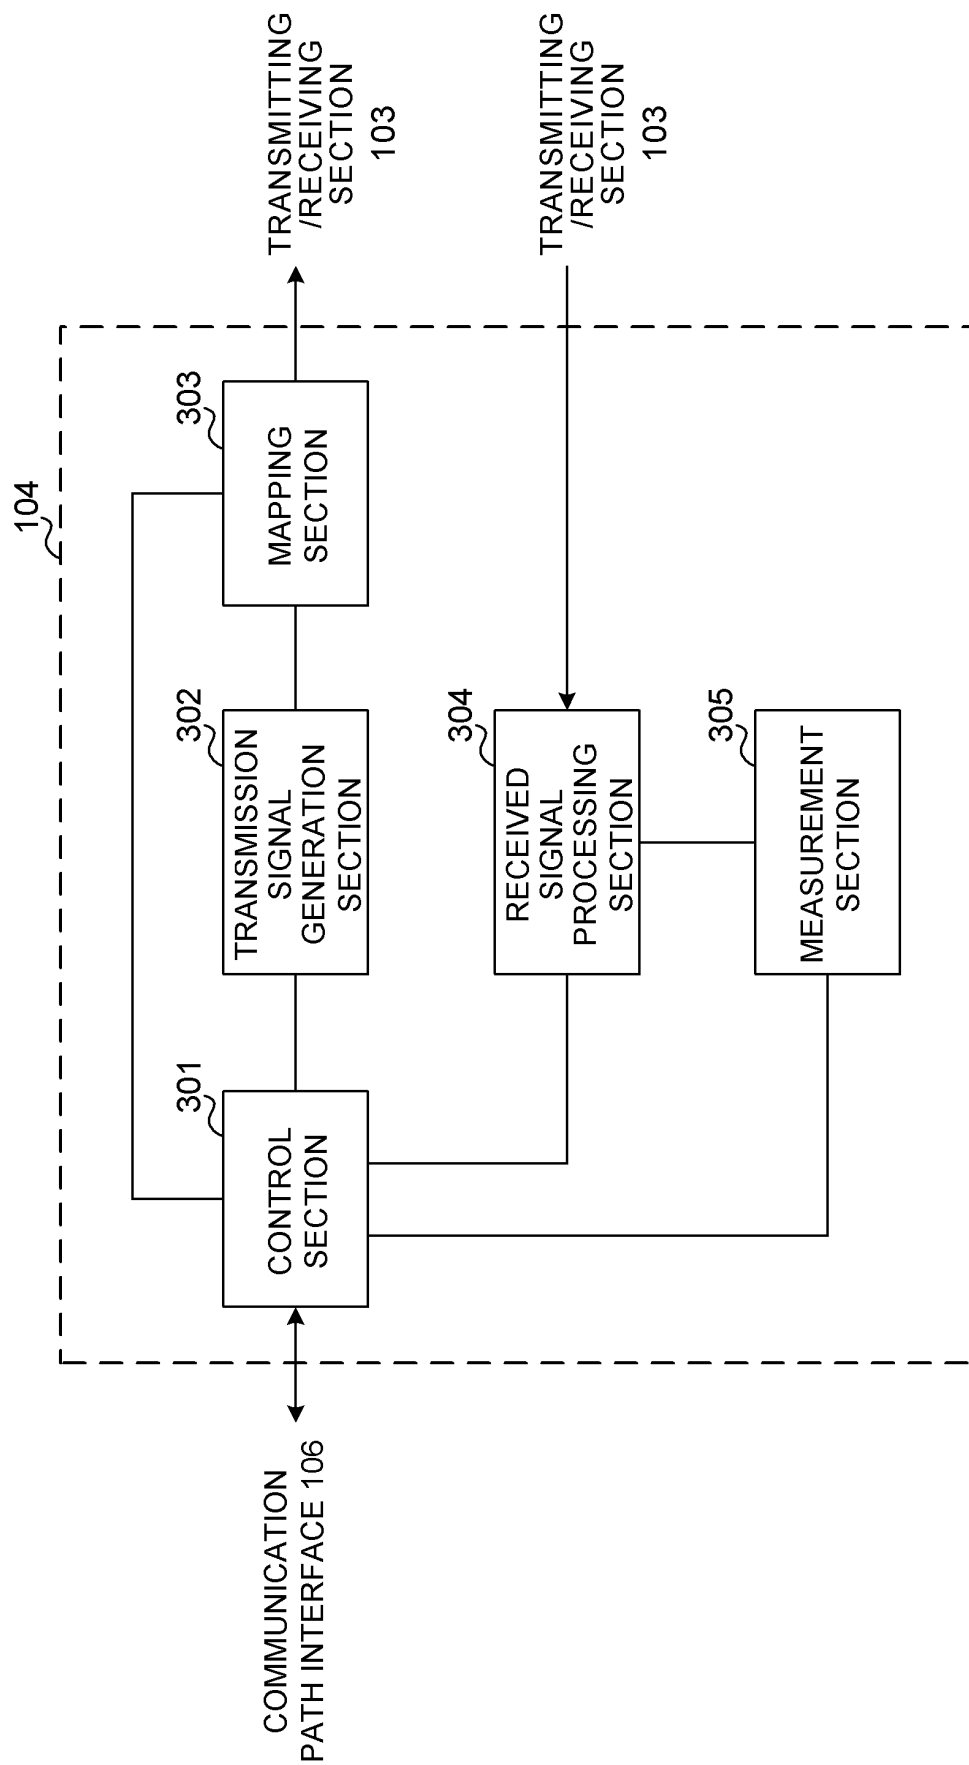 104
COMMUNICATION
PATH INTERFACE 106
301
CONTROL
SECTION
302
TRANSMISSION
SIGNAL
GENERATION
SECTION
303
MAPPING
SECTION
TRANSMITTING
/RECEIVING
SECTION
103
304
RECEIVED
SIGNAL
PROCESSING
SECTION
TRANSMITTING
/RECEIVING
SECTION
103
305
MEASUREMENT
SECTION